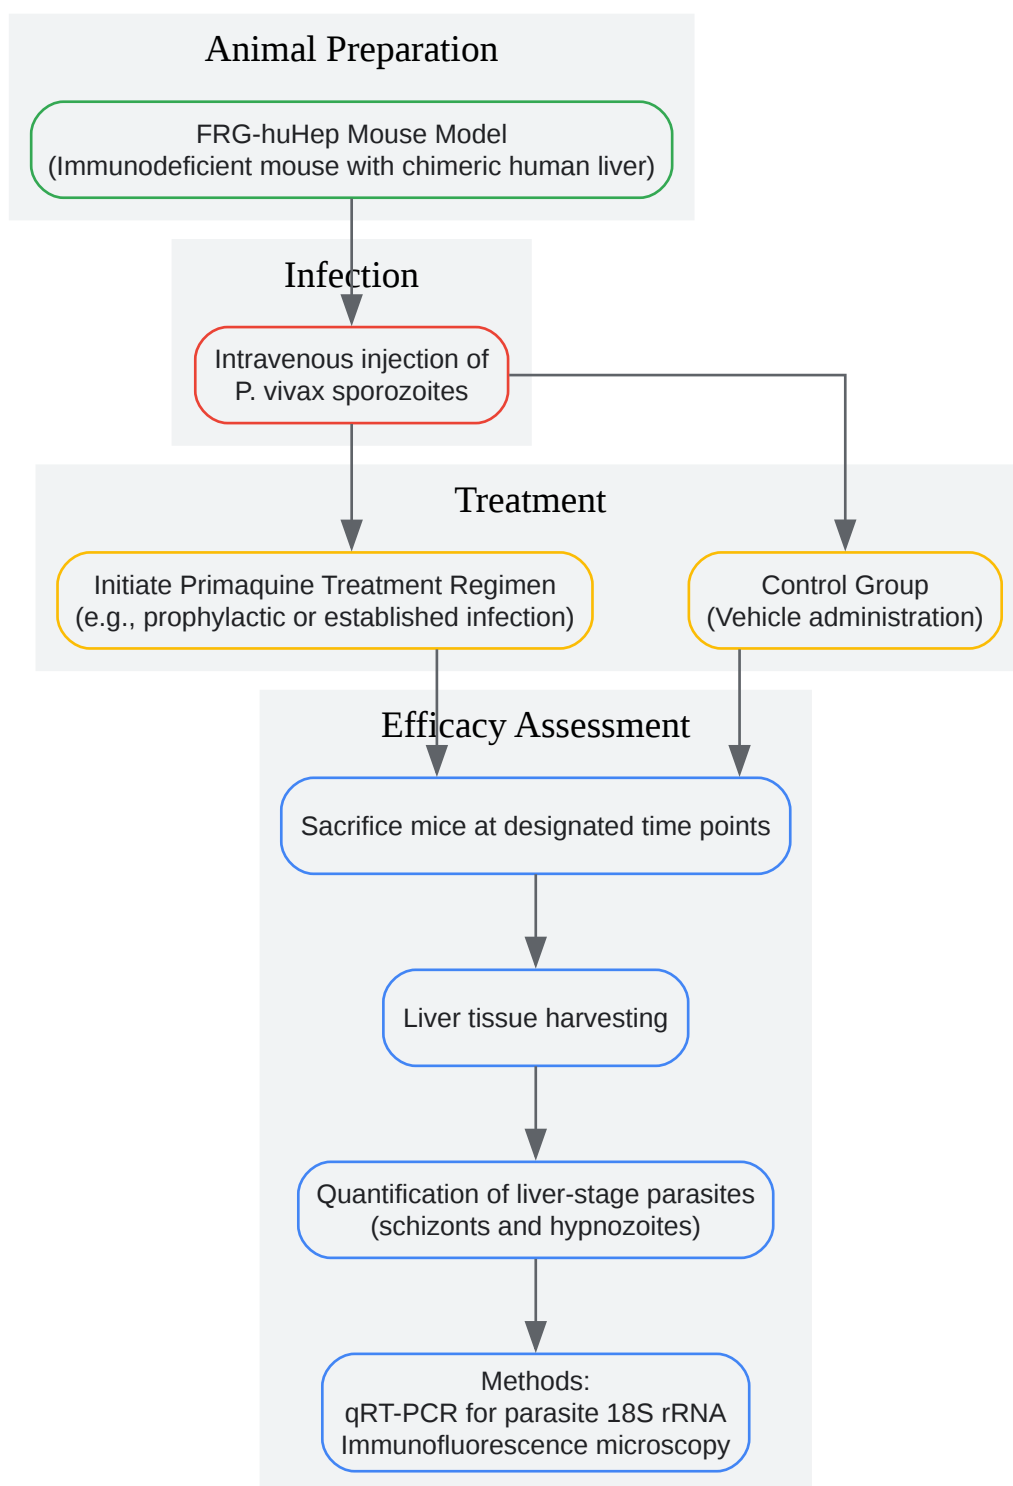 Animal Preparation
FRG-huHep Mouse Model
(Immunodeficient mouse with chimeric human liver)
Infection
Intravenous injection of
P. vivax sporozoites
Treatment
Initiate Primaquine Treatment Regimen
(e.g., prophylactic or established infection)
Control Group
(Vehicle administration)
Efficacy Assessment
Sacrifice mice at designated time points
Liver tissue harvesting
Quantification of liver-stage parasites
(schizonts and hypnozoites)
Methods:
qRT-PCR for parasite 18S rRNA
Immunofluorescence microscopy